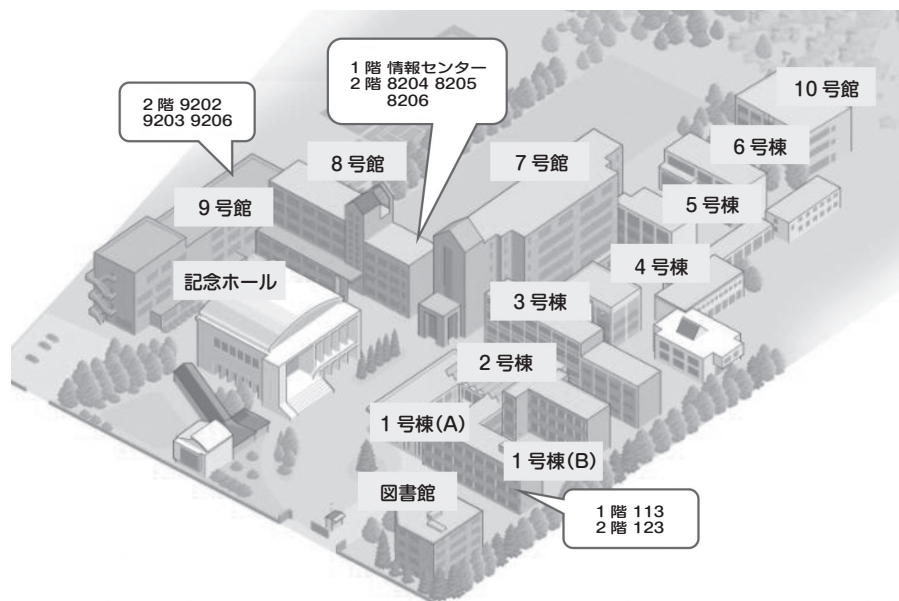 1階 情報センター
2階 8204 8205
8206
2階 9202
9203 9206
10号館
6号棟
8号館
7号館
5号棟
9号館
4号棟
記念ホール
3号棟
2号棟
1号棟(A)
1号棟(B)
図書館
1階 113
2階 123